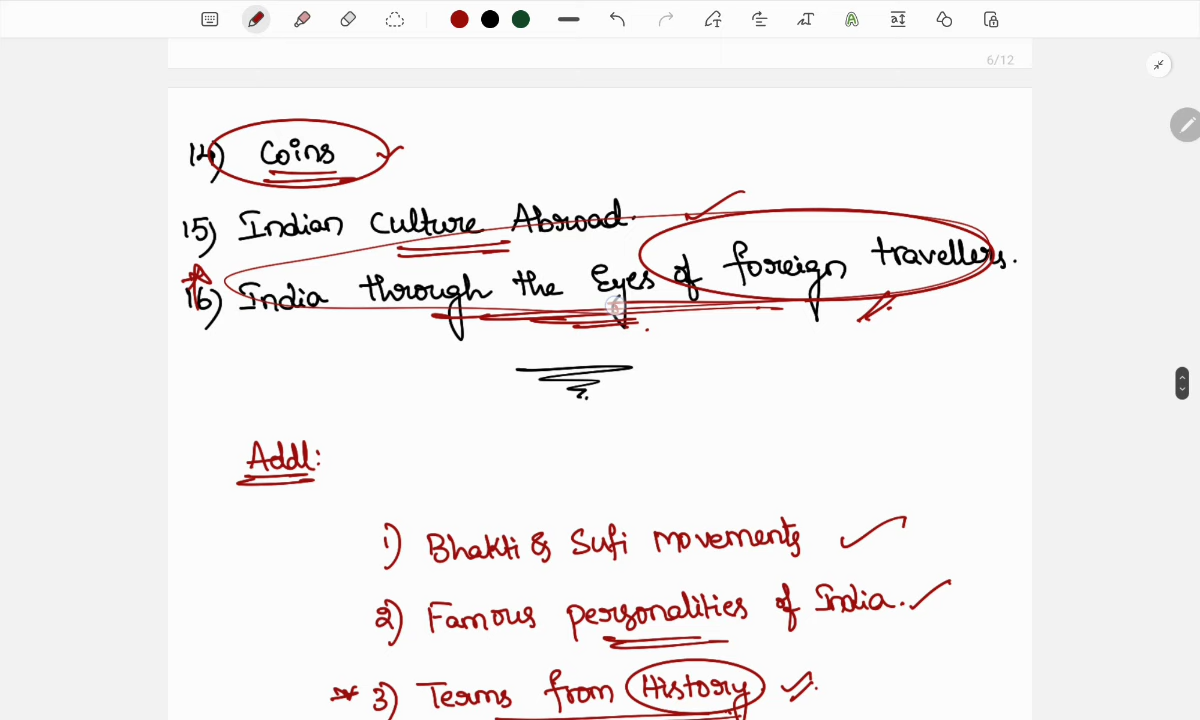 6/12
14) Coins
15) Indian Culture Abroad.
16) India through the Eyes of foreign travellers.
Addl:
1) Bhakti & Sufi movements
2) Famous personalities of India.
3) Terms from History